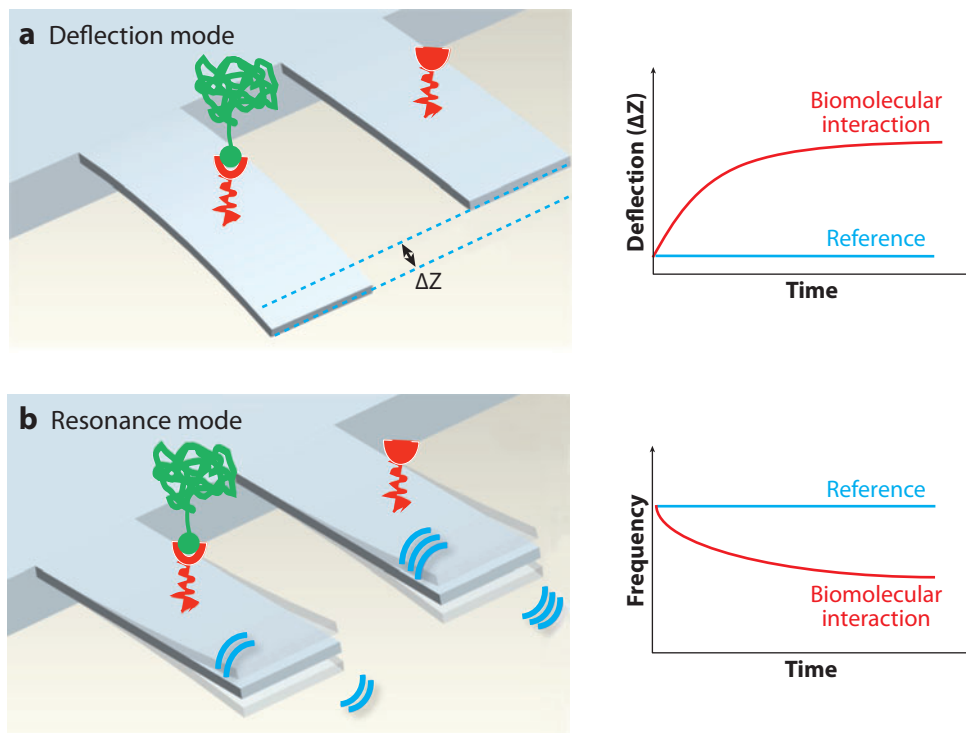 a Deflection mode
ΔZ
Deflection (ΔZ)
Biomolecular
interaction
Reference
Time
b Resonance mode
Frequency
Reference
Biomolecular
interaction
Time